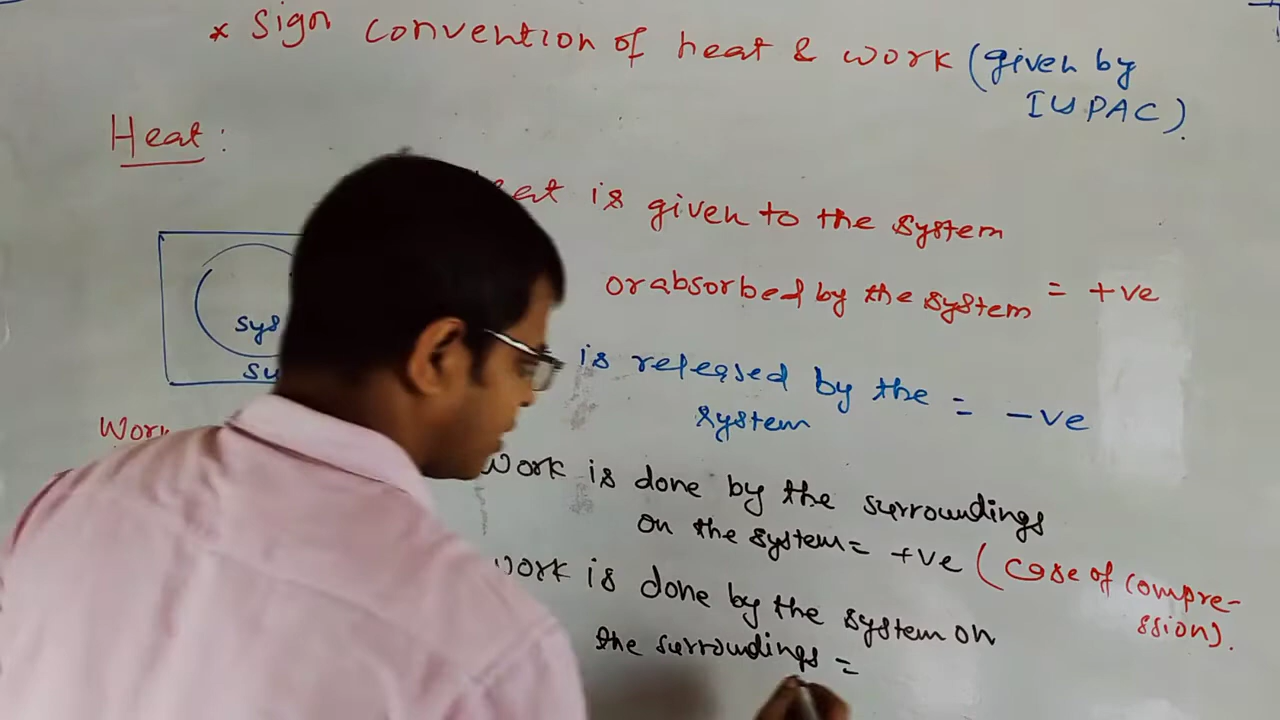 * Sign convention of heat & work (given by
IUPAC).
Heat:
is given to the system
or absorbed by the system = +ve
is released by the = -ve
system
Work is done by the surroundings
on the system = +ve (case of compre-
ssion).
work is done by the system on
the surroundings =